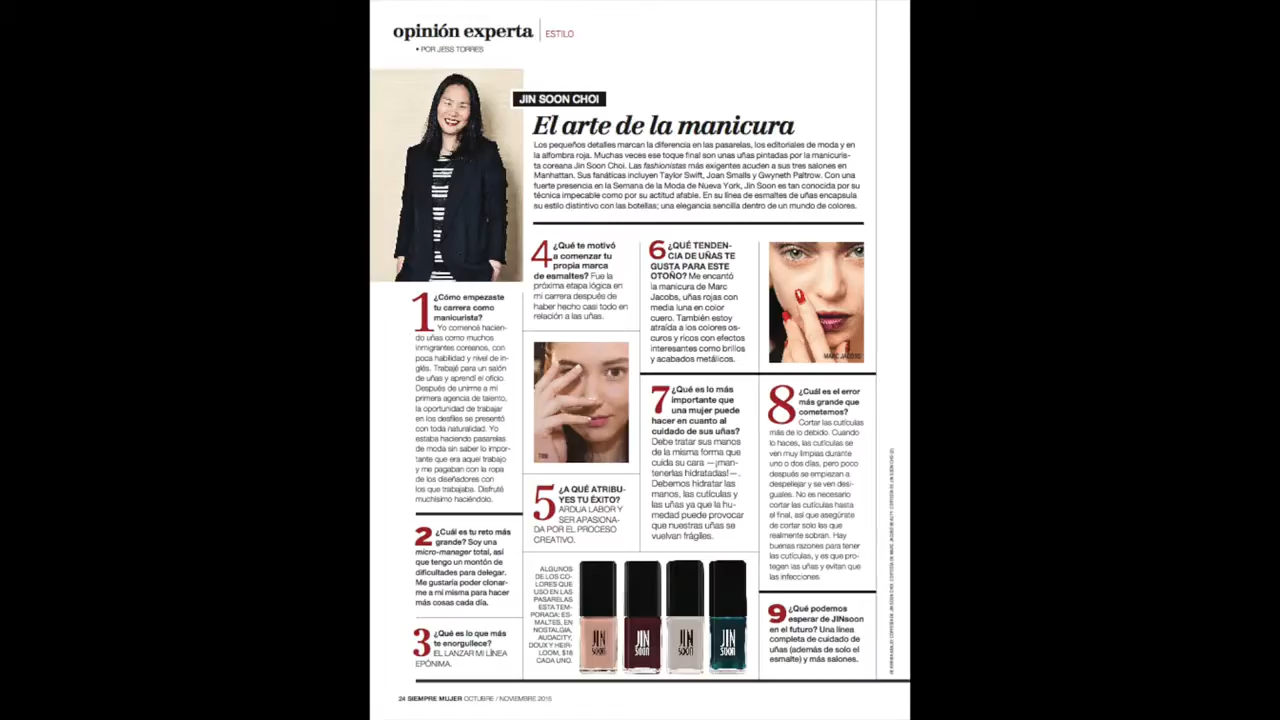 opinión experta
ESTILO
• POR JESS TORRES
JIN SOON CHOI
El arte de la manicura
Los pequeños detalles marcan la diferencia en las pasarelas, los editoriales de moda y en
la alfombra roja. Muchas veces ese toque final son unas uñas pintadas por la manicuris-
ta coreana Jin Soon Choi. Las fashionistas más exigentes acuden a sus tres salones en
Manhattan. Sus fanáticas incluyen Taylor Swift, Joan Smalls y Gwyneth Paltrow. Con una
fuerte presencia en la Semana de la Moda de Nueva York, Jin Soon es tan conocida por su
técnica impecable como por su actitud afable. En su línea de esmaltes de uñas encapsula
su estilo distintivo con las botellas; una elegancia sencilla dentro de un mundo de colores.
1 ¿Cómo empezaste
tu carrera como
manicurista?
Yo comencé hacien-
do uñas como muchos
inmigrantes coreanos, con
poca habilidad y nivel de in-
glés. Trabajé para un salón
de uñas y aprendí el oficio.
Después de unirme a mi
primera agencia de talento,
la oportunidad de trabajar
en los desfiles se presentó
con toda naturalidad. Yo
estaba haciendo pasarelas
de moda sin saber lo impor-
tante que era aquel trabajo
y me pagaban con la ropa
de los diseñadores con
los que trabajaba. Disfruté
muchísimo haciéndolo.
2 ¿Cuál es tu reto más
grande? Soy una
micro-manager total, así
que tengo un montón de
dificultades para delegar.
Me gustaría poder clonar-
me a mí misma para hacer
más cosas cada día.
3 ¿Qué es lo que más
te enorgullece?
EL LANZAR MI LÍNEA
EPÓNIMA.
4 ¿Qué te motivó
a comenzar tu
propia marca
de esmaltes? Fue la
próxima etapa lógica en
mi carrera después de
haber hecho casi todo en
relación a las uñas.
TIBI
5 ¿A QUÉ ATRIBU-
YES TU ÉXITO?
ARDUA LABOR Y
SER APASIONA-
DA POR EL PROCESO
CREATIVO.
ALGUNOS
DE LOS CO-
LORES QUE
USO EN LAS
PASARELAS
ESTA TEM-
PORADA: ES-
MALTES, EN
NOSTALGIA,
AUDACITY,
DOUX Y HEIR-
LOOM, $18
CADA UNO.
JIN SOON
JIN SOON
JIN SOON
JIN SOON
6 ¿QUÉ TENDEN-
CIA DE UÑAS TE
GUSTA PARA ESTE
OTOÑO? Me encantó
la manicura de Marc
Jacobs, uñas rojas con
media luna en color
cuero. También estoy
atraída a los colores os-
curos y ricos con efectos
interesantes como brillos
y acabados metálicos.
MARC JACOBS
7 ¿Qué es lo más
importante que
una mujer puede
hacer en cuanto al
cuidado de sus uñas?
Debe tratar sus manos
de la misma forma que
cuida su cara —¡man-
tenerlas hidratadas!—.
Debemos hidratar las
manos, las cutículas y
las uñas ya que la hu-
medad puede provocar
que nuestras uñas se
vuelvan frágiles.
8 ¿Cuál es el error
más grande que
cometemos?
Cortar las cutículas
más de lo debido. Cuando
lo haces, las cutículas se
ven muy limpias durante
uno o dos días, pero poco
después se empiezan a
despellejar y se ven desi-
guales. No es necesario
cortar las cutículas hasta
el final, así que asegúrate
de cortar solo las que
realmente sobran. Hay
buenas razones para tener
las cutículas, y es que pro-
tegen las uñas y evitan que
las infecciones.
9 ¿Qué podemos
esperar de JINsoon
en el futuro? Una línea
completa de cuidado de
uñas (además de solo el
esmalte) y más salones.
24 SIEMPRE MUJER OCTUBRE / NOVIEMBRE 2015